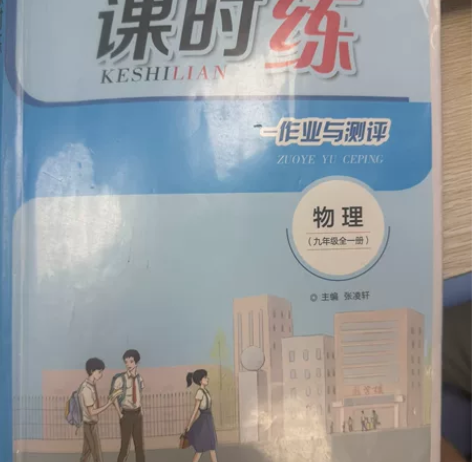 课时练
KESHILIAN
作业与测评
ZUOYE YU CEPING
物理
(九年级全一册)
◎ 主编 张凌轩